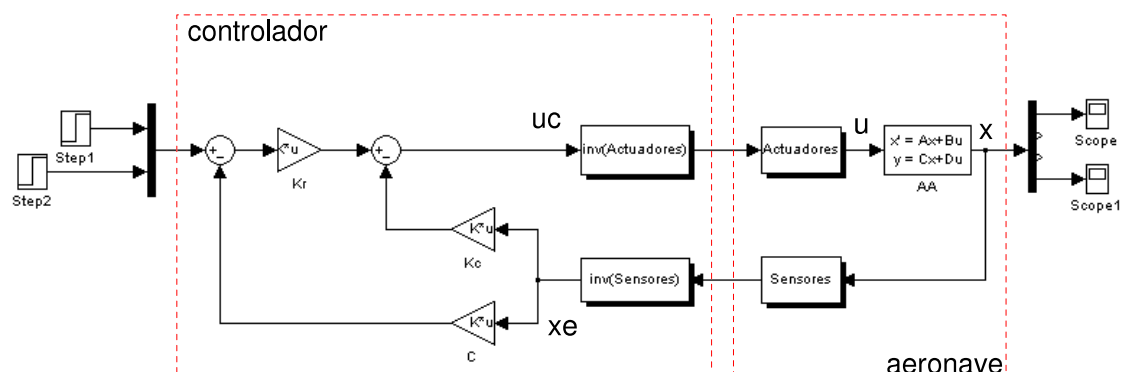 controlador
Step1
Step2
+
−
K*u
Kr
+
−
uc
inv(Actuadores)
Actuadores
u
x' = Ax+Bu
y = Cx+Du
AA
x
Scope
Scope1
K*u
Kc
inv(Sensores)
Sensores
K*u
C
xe
aeronave